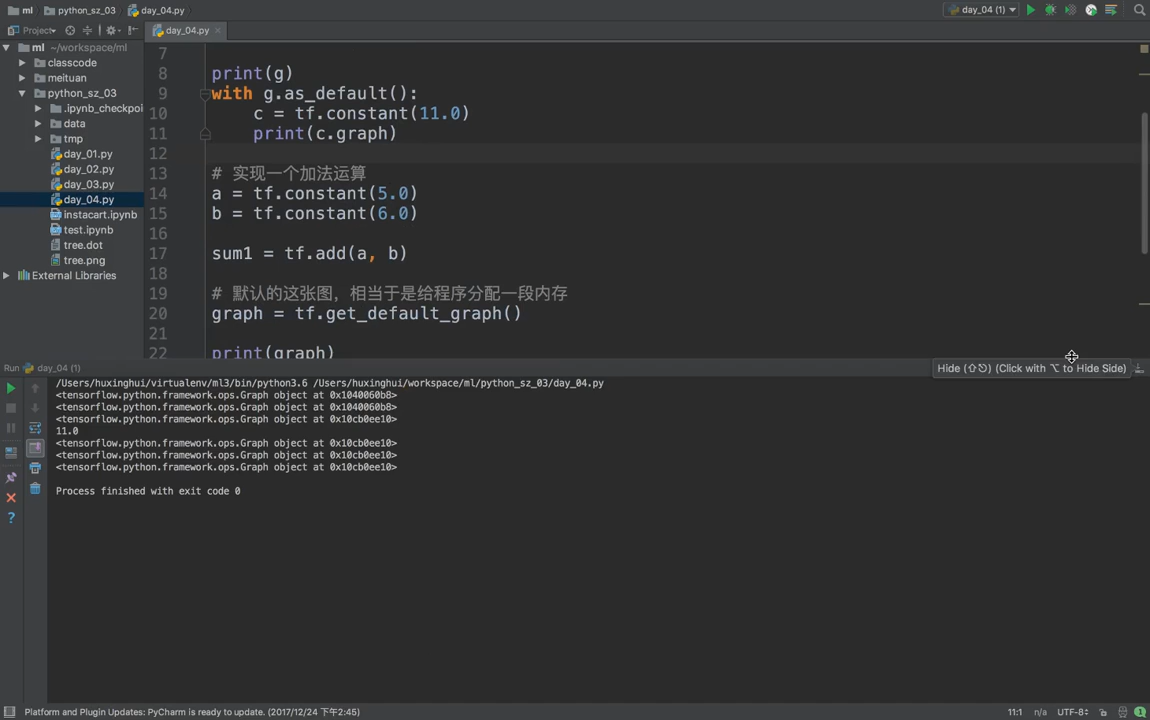 ml python_sz_03 day_04.py
day_04 (1)
Project
day_04.py
ml ~/workspace/ml
classcode
meituan
python_sz_03
.ipynb_checkpoi
data
tmp
day_01.py
day_02.py
day_03.py
day_04.py
instacart.ipynb
test.ipynb
tree.dot
tree.png
External Libraries
7
8 print(g)
9 with g.as_default():
10 c = tf.constant(11.0)
11 print(c.graph)
12
13 # 实现一个加法运算
14 a = tf.constant(5.0)
15 b = tf.constant(6.0)
16
17 sum1 = tf.add(a, b)
18
19 # 默认的这张图，相当于是给程序分配一段内存
20 graph = tf.get_default_graph()
21
22 print(graph)
Run day_04 (1)
Hide (⇧⎋) (Click with ⌥ to Hide Side)
/Users/huxinghui/virtualenv/ml3/bin/python3.6 /Users/huxinghui/workspace/ml/python_sz_03/day_04.py
<tensorflow.python.framework.ops.Graph object at 0x1040060b8>
<tensorflow.python.framework.ops.Graph object at 0x1040060b8>
<tensorflow.python.framework.ops.Graph object at 0x10cb0ee10>
11.0
<tensorflow.python.framework.ops.Graph object at 0x10cb0ee10>
<tensorflow.python.framework.ops.Graph object at 0x10cb0ee10>
<tensorflow.python.framework.ops.Graph object at 0x10cb0ee10>
Process finished with exit code 0
Platform and Plugin Updates: PyCharm is ready to update. (2017/12/24 下午2:45)
11:1 n/a UTF-8 1